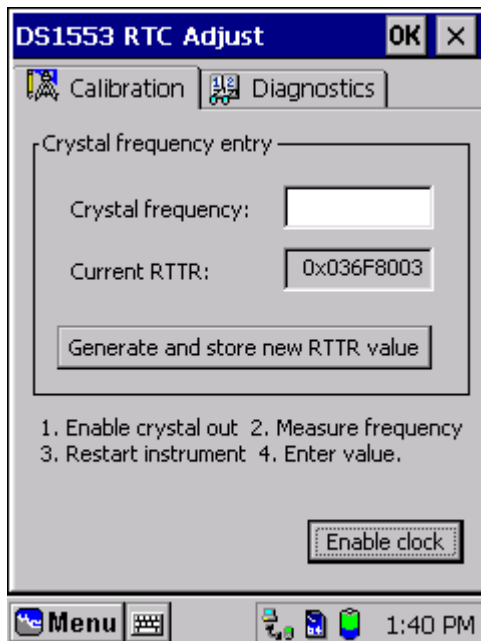 DS1553 RTC Adjust OK ×
Calibration Diagnostics
Crystal frequency entry
Crystal frequency:
Current RTTR: 0x036F8003
Generate and store new RTTR value
1. Enable crystal out 2. Measure frequency
3. Restart instrument 4. Enter value.
Enable clock
Menu 1:40 PM